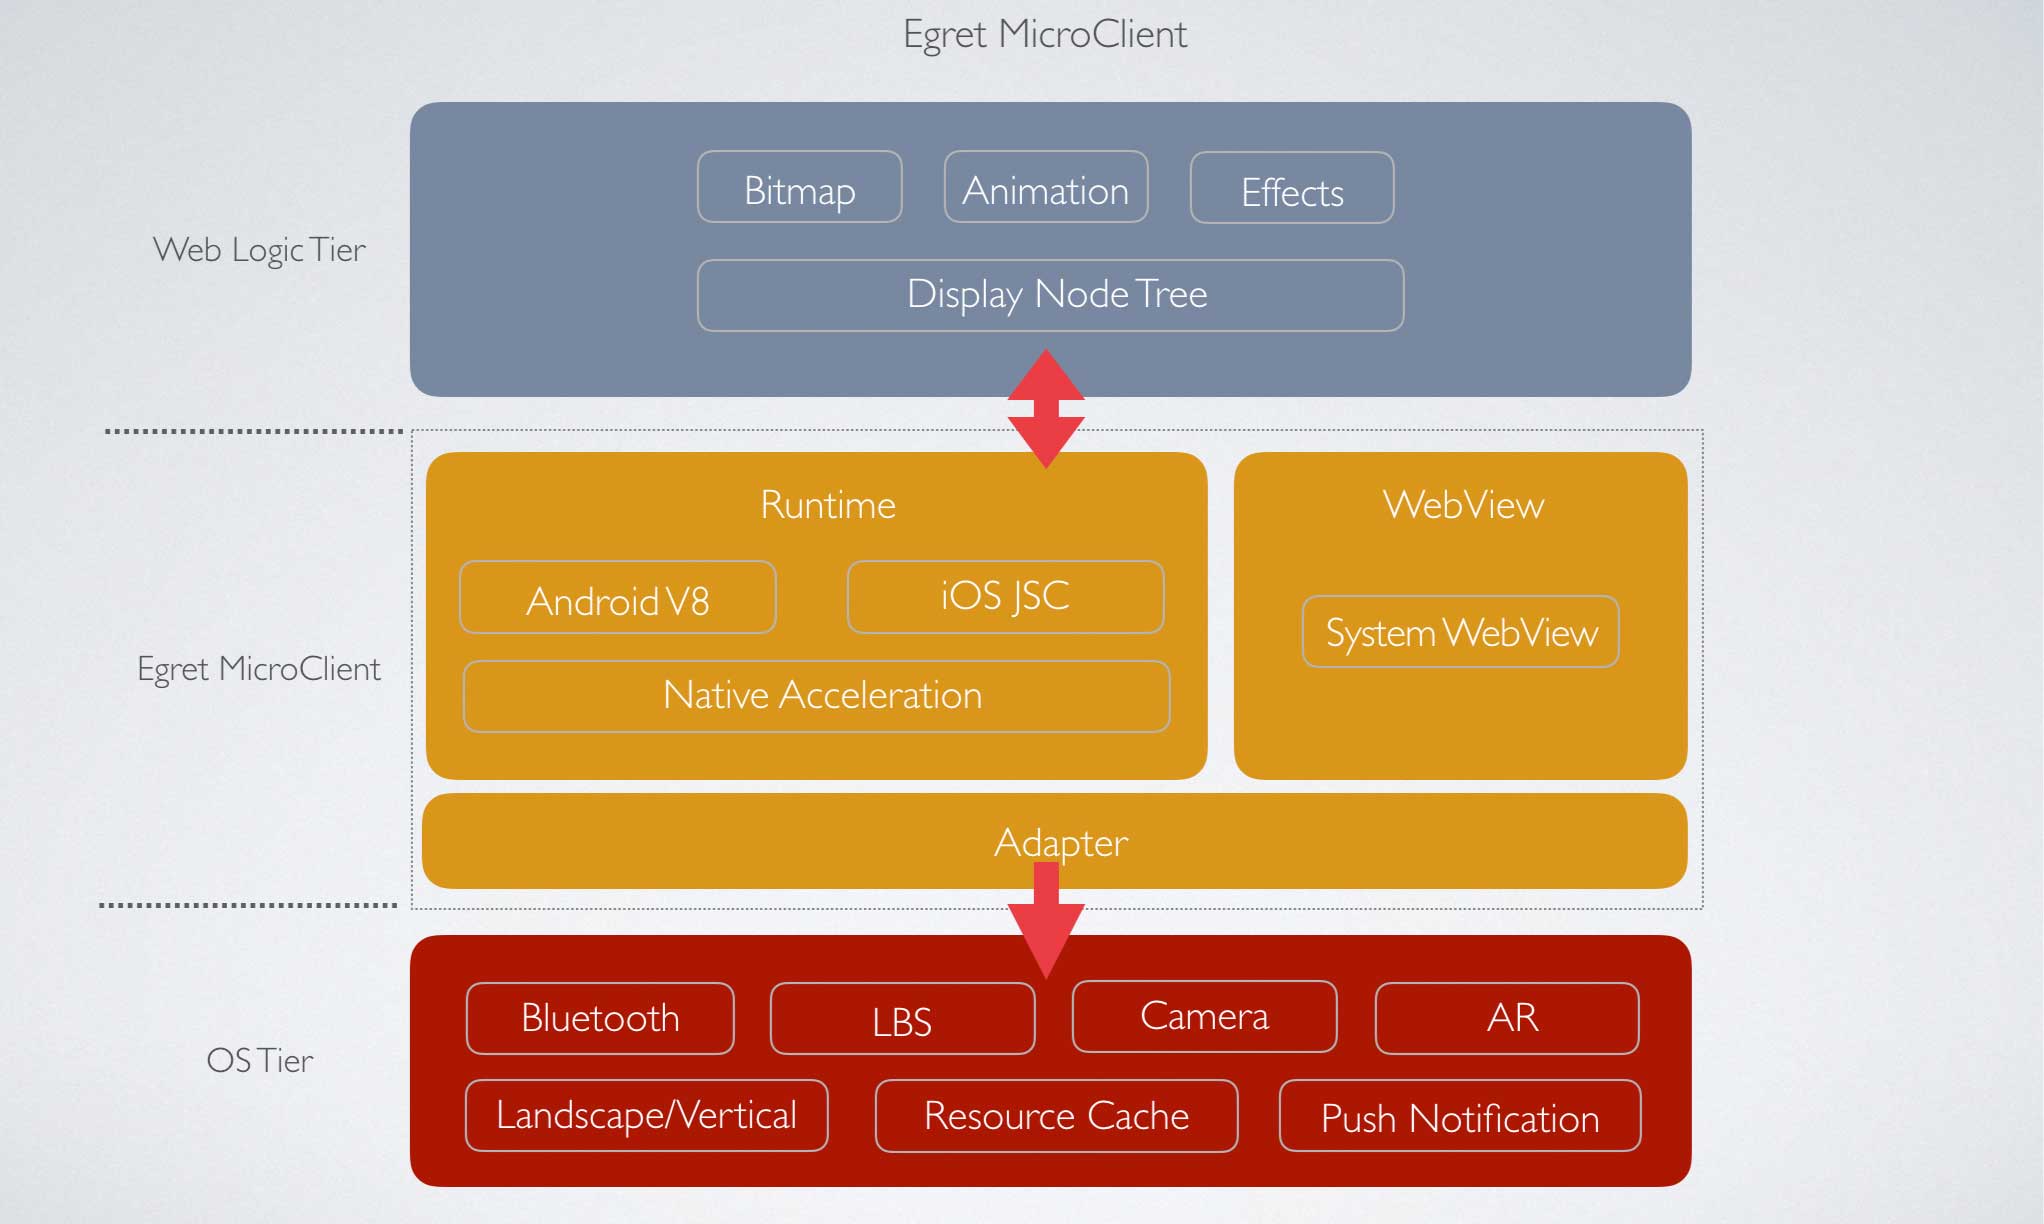 Egret MicroClient
Web Logic Tier
Bitmap
Animation
Effects
Display Node Tree
Egret MicroClient
Runtime
WebView
Android V8
iOS JSC
System WebView
Native Acceleration
Adapter
OS Tier
Bluetooth
LBS
Camera
AR
Landscape/Vertical
Resource Cache
Push Notification